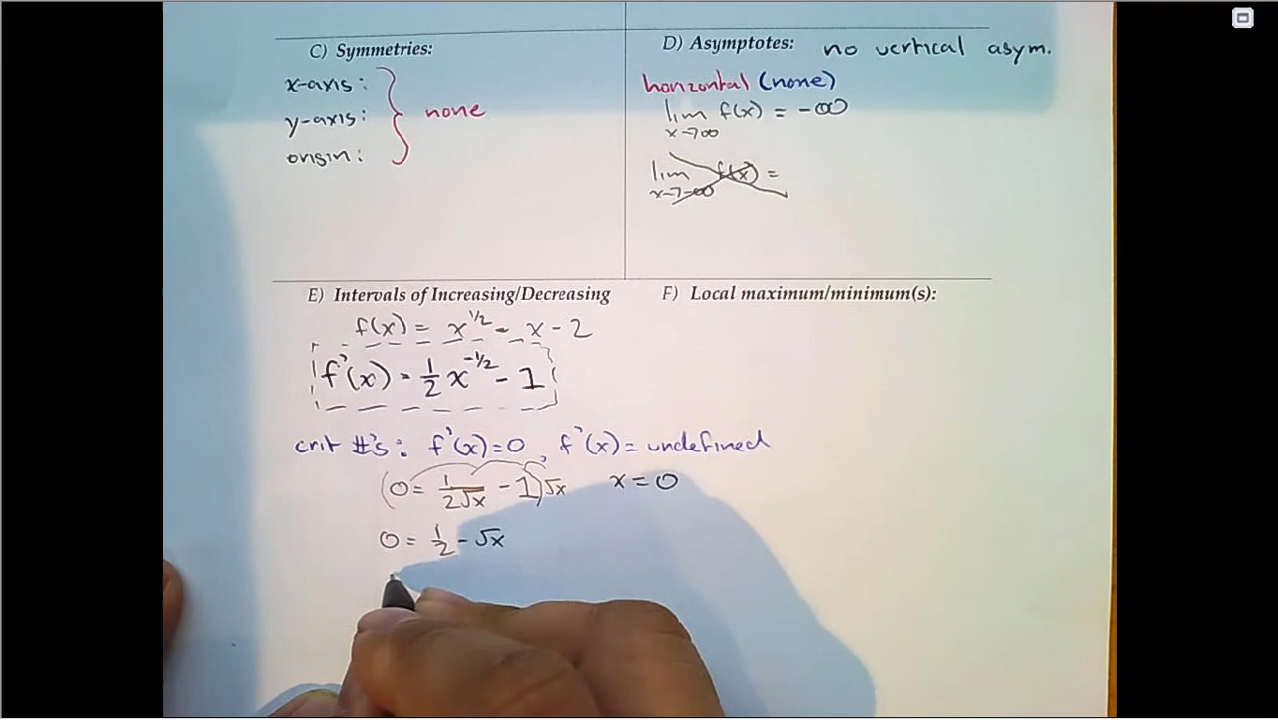 C) Symmetries:
x-axis:
y-axis:
origin:
none
D) Asymptotes: no vertical asym.
horizontal (none)
lim f(x) = -∞
x→∞
lim f(x) =
x→-∞
E) Intervals of Increasing/Decreasing
f(x) = x^1/2 - x - 2
f'(x) = 1/2 x^-1/2 - 1
crit #'s: f'(x)=0, f'(x)= undefined
(0 = 1/2√x - 1)√x x=0
0 = 1/2 - √x
F) Local maximum/minimum(s):